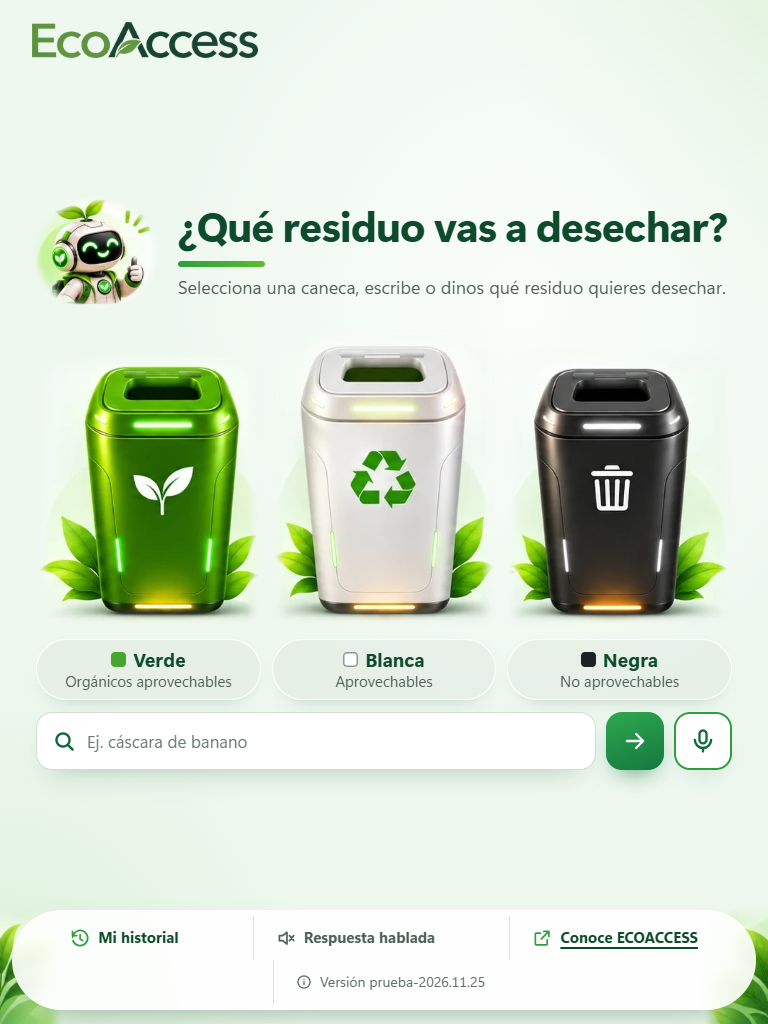 EcoAccess
¿Qué residuo vas a desechar?
Selecciona una caneca, escribe o dinos qué residuo quieres desechar.
Verde
Orgánicos aprovechables
Blanca
Aprovechables
Negra
No aprovechables
Ej. cáscara de banano
Mi historial
Respuesta hablada
Conoce ECOACCESS
Versión prueba-2026.11.25